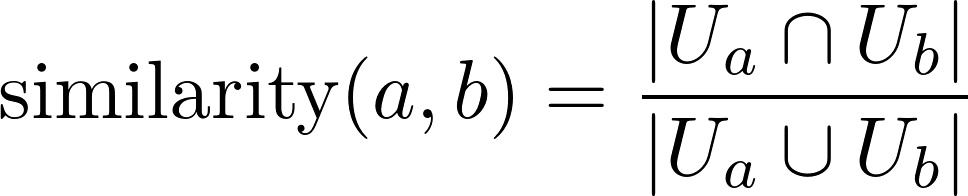 similarity(a, b) = |U_a ∩ U_b| / |U_a ∪ U_b|